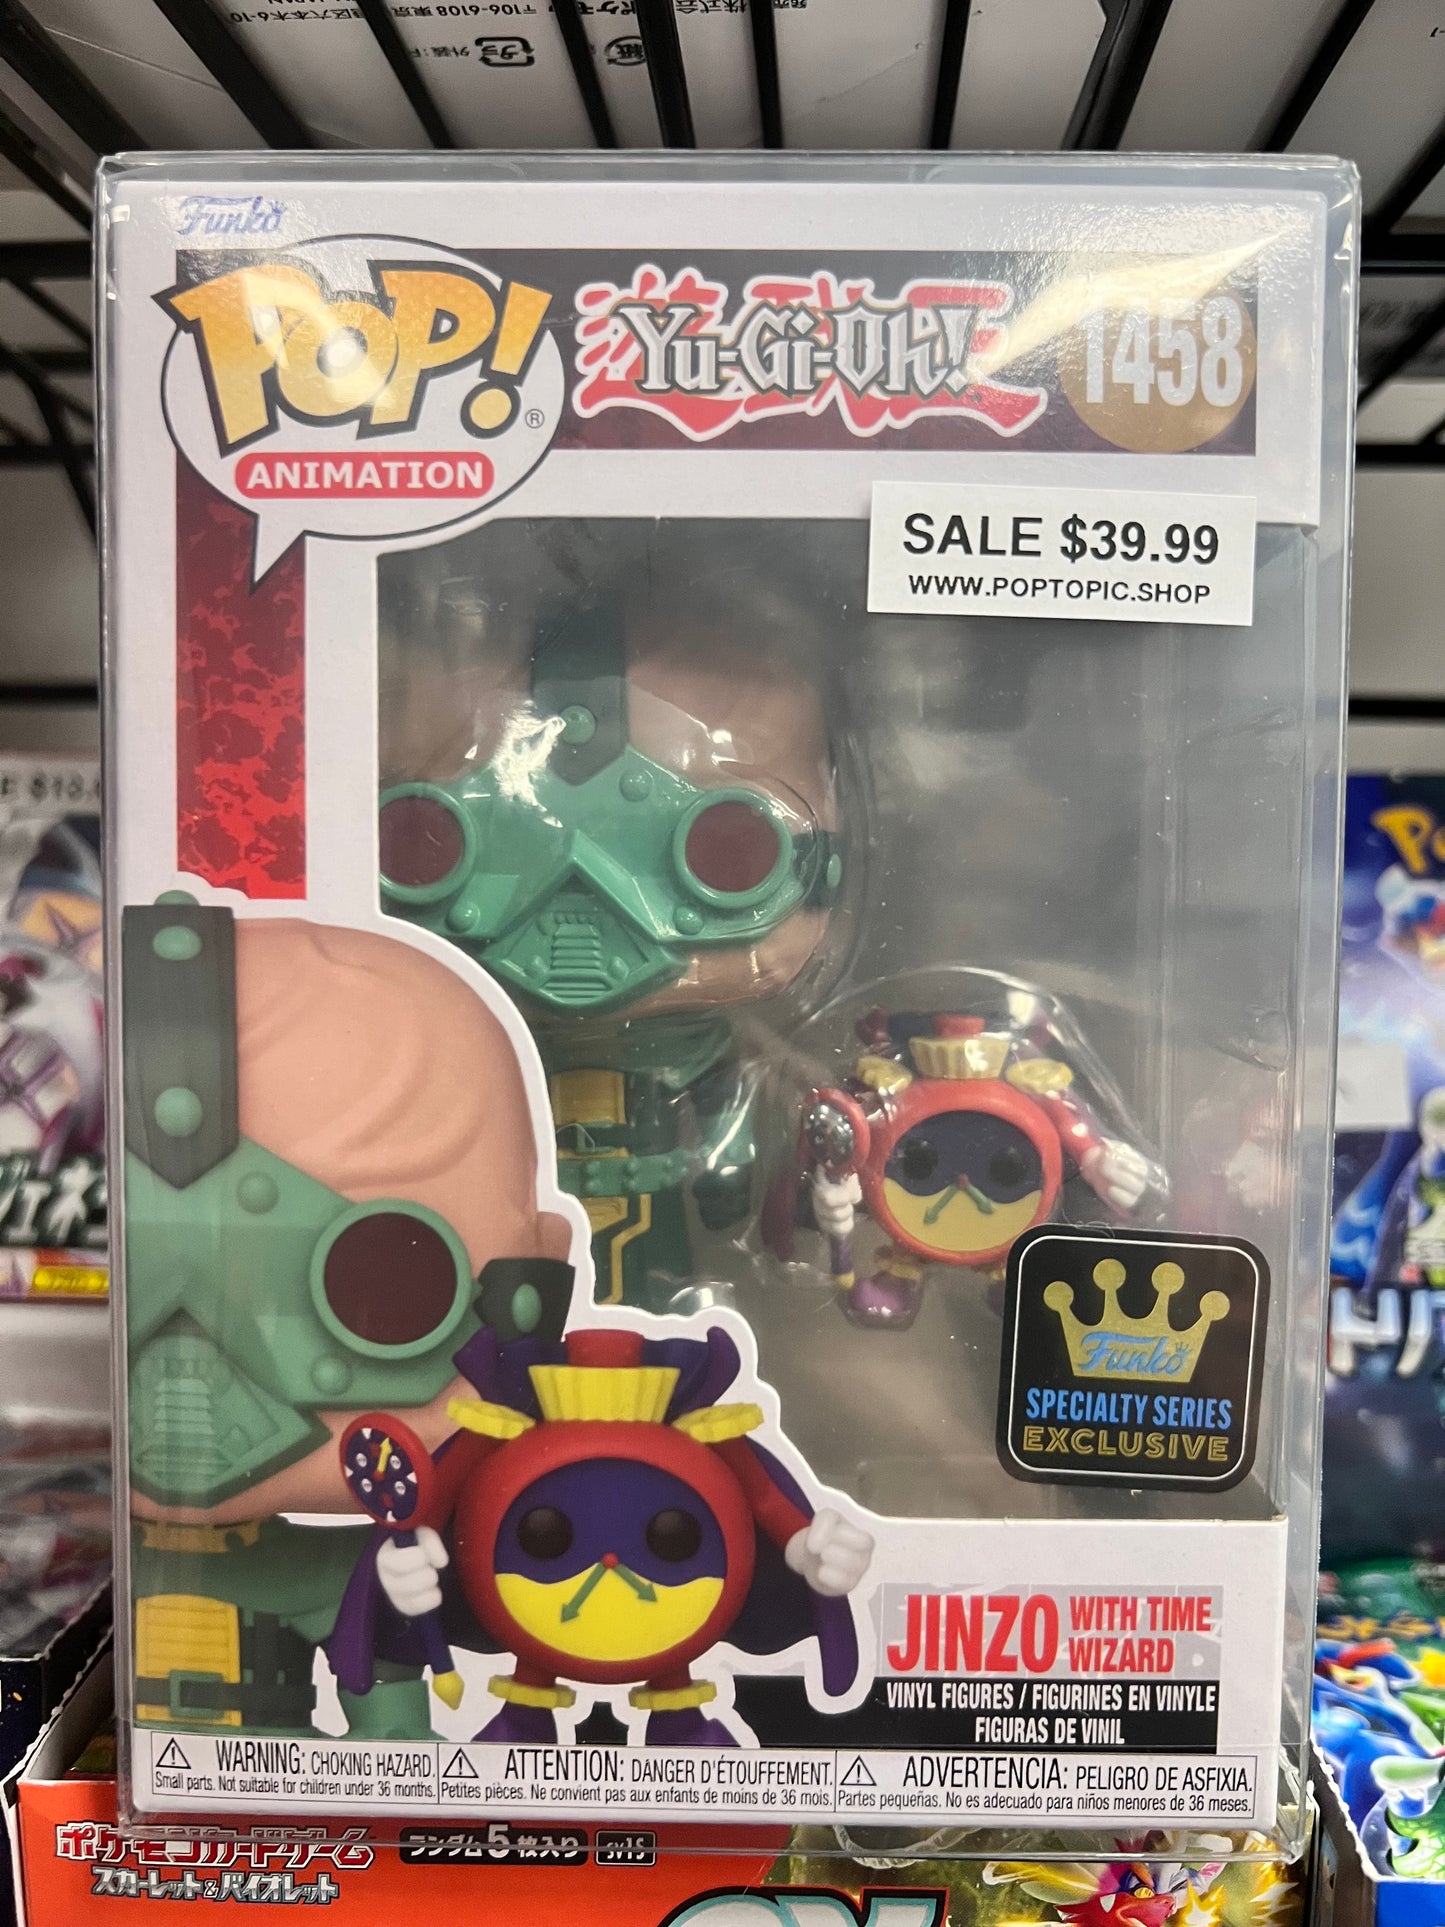 〒106-6108 東京
Funko
POP!®
ANIMATION
Yu-Gi-Oh!
1458
SALE $39.99
WWW.POPTOPIC.SHOP
Funko
SPECIALTY SERIES
EXCLUSIVE
JINZO WITH TIME WIZARD
VINYL FIGURES / FIGURINES EN VINYLE
FIGURAS DE VINIL
WARNING: CHOKING HAZARD.
Small parts. Not suitable for children under 36 months.
ATTENTION: DANGER D'ÉTOUFFEMENT.
Petites pièces. Ne convient pas aux enfants de moins de 36 mois.
ADVERTENCIA: PELIGRO DE ASFIXIA.
Partes pequeñas. No es adecuado para niños menores de 36 meses.
ポケモンカードゲーム
スカーレット&バイオレット
ランダム5枚入り
sv1S